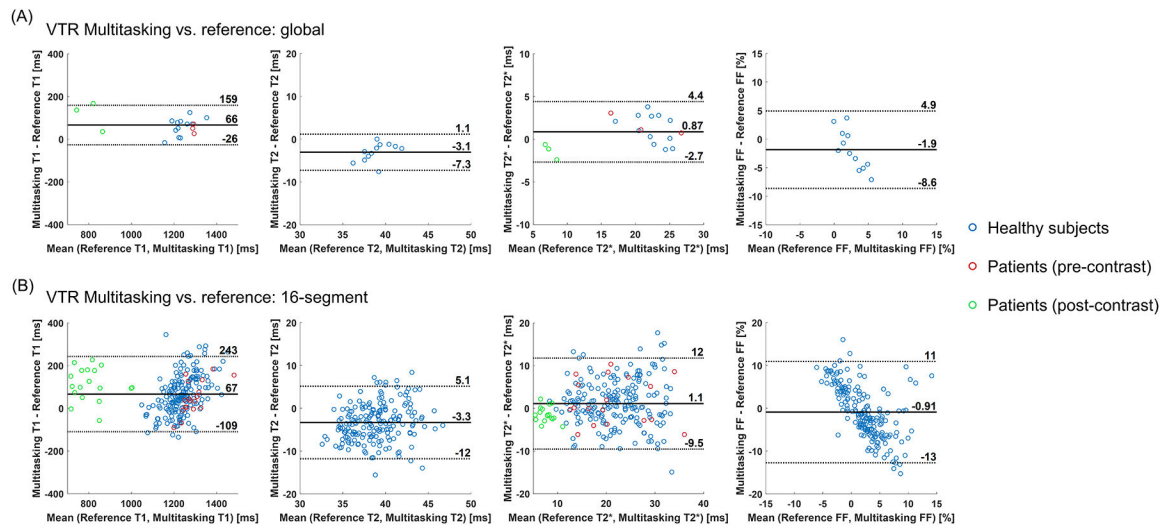 (A)
VTR Multitasking vs. reference: global
Multitasking T1 - Reference T1 [ms]
400
200
0
-200
-400
159
66
-26
800 1000 1200 1400
Mean (Reference T1, Multitasking T1) [ms]
Multitasking T2 - Reference T2 [ms]
20
10
0
-10
-20
1.1
-3.1
-7.3
30 35 40 45 50
Mean (Reference T2, Multitasking T2) [ms]
Multitasking T2* - Reference T2* [ms]
10
5
0
-5
-10
4.4
0.87
-2.7
5 10 15 20 25 30
Mean (Reference T2*, Multitasking T2*) [ms]
Multitasking FF - Reference FF [%]
15
10
5
0
-5
-10
-15
4.9
-1.9
-8.6
-10 -5 0 5 10 15
Mean (Reference FF, Multitasking FF) [%]
Healthy subjects
Patients (pre-contrast)
Patients (post-contrast)
(B)
VTR Multitasking vs. reference: 16-segment
Multitasking T1 - Reference T1 [ms]
400
200
0
-200
-400
243
67
-109
800 1000 1200 1400
Mean (Reference T1, Multitasking T1) [ms]
Multitasking T2 - Reference T2 [ms]
20
10
0
-10
-20
5.1
-3.3
-12
30 35 40 45 50
Mean (Reference T2, Multitasking T2) [ms]
Multitasking T2* - Reference T2* [ms]
20
10
0
-10
-20
12
1.1
-9.5
10 20 30 40
Mean (Reference T2*, Multitasking T2*) [ms]
Multitasking FF - Reference FF [%]
20
10
0
-10
-20
11
-0.91
-13
-15 -10 -5 0 5 10 15
Mean (Reference FF, Multitasking FF) [%]